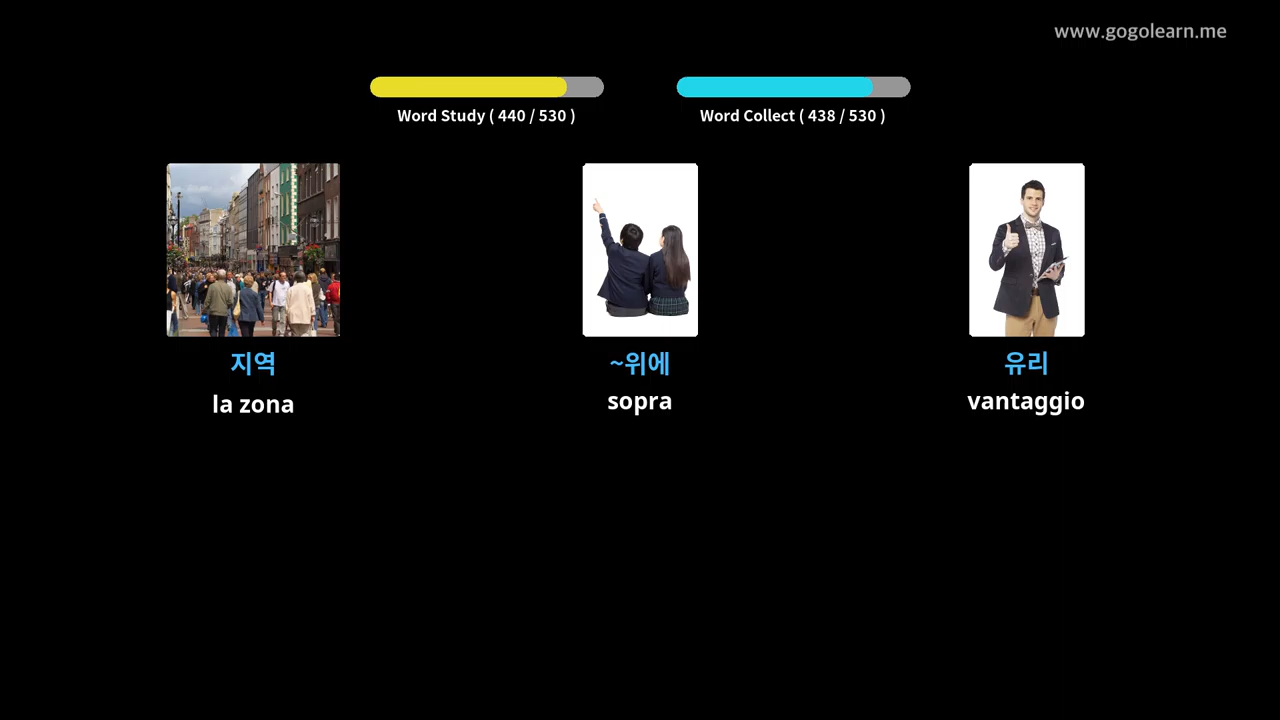 www.gogolearn.me
Word Study ( 440 / 530 )
Word Collect ( 438 / 530 )
지역
~위에
유리
la zona
sopra
vantaggio